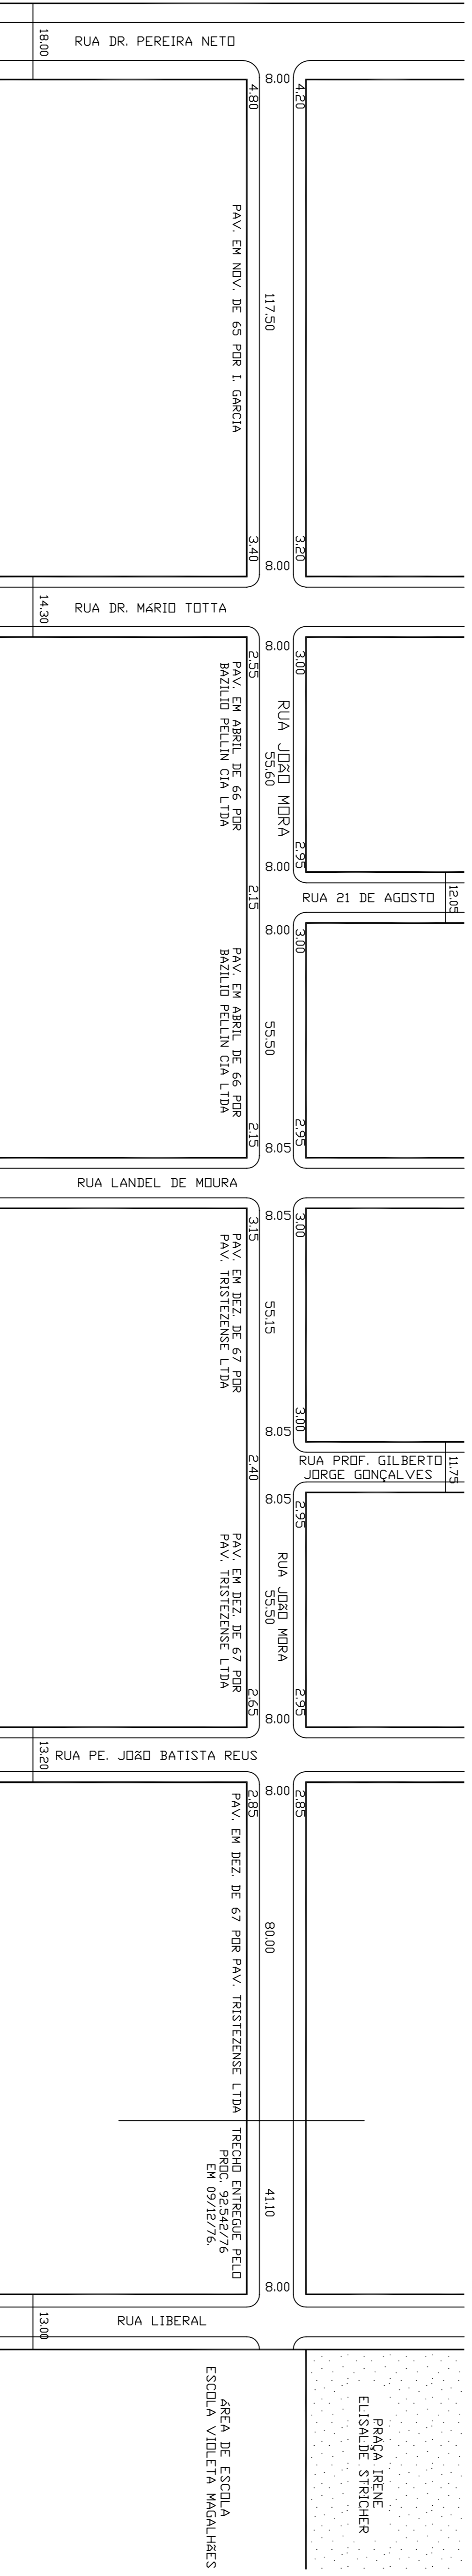 RUA DR. PEREIRA NETO
18.00
8.00
4.80
4.20
PAV. EM NOV. DE 65 POR I. GARCIA
117.50
3.40
3.20
8.00
RUA DR. MÁRIO TOTTA
14.30
8.00
3.00
2.55
PAV. EM ABRIL DE 66 POR
BAZILIO PELLIN CIA LTDA
RUA JOÃO MORA
55.60
8.00
2.95
2.15
RUA 21 DE AGOSTO
12.05
8.00
3.00
PAV. EM ABRIL DE 66 POR
BAZILIO PELLIN CIA LTDA
55.50
2.15
2.95
8.05
RUA LANDEL DE MOURA
8.05
3.15
3.00
PAV. EM DEZ. DE 67 POR
PAV. TRISTEZENSE LTDA
55.15
8.05
3.00
2.40
RUA PROF. GILBERTO
JORGE GONÇALVES
11.75
8.05
2.95
PAV. EM DEZ. DE 67 POR
PAV. TRISTEZENSE LTDA
RUA JOÃO MORA
55.50
2.65
2.95
8.00
RUA PE. JOÃO BATISTA REUS
13.20
8.00
2.85
2.85
PAV. EM DEZ. DE 67 POR PAV. TRISTEZENSE LTDA
80.00
TRECHO ENTREGUE PELO
PROC. 92.542/76
EM 09/12/76.
41.10
8.00
RUA LIBERAL
13.00
ÁREA DE ESCOLA
ESCOLA VIOLETA MAGALHÃES
PRAÇA IRENE
ELISALDE STRICHER